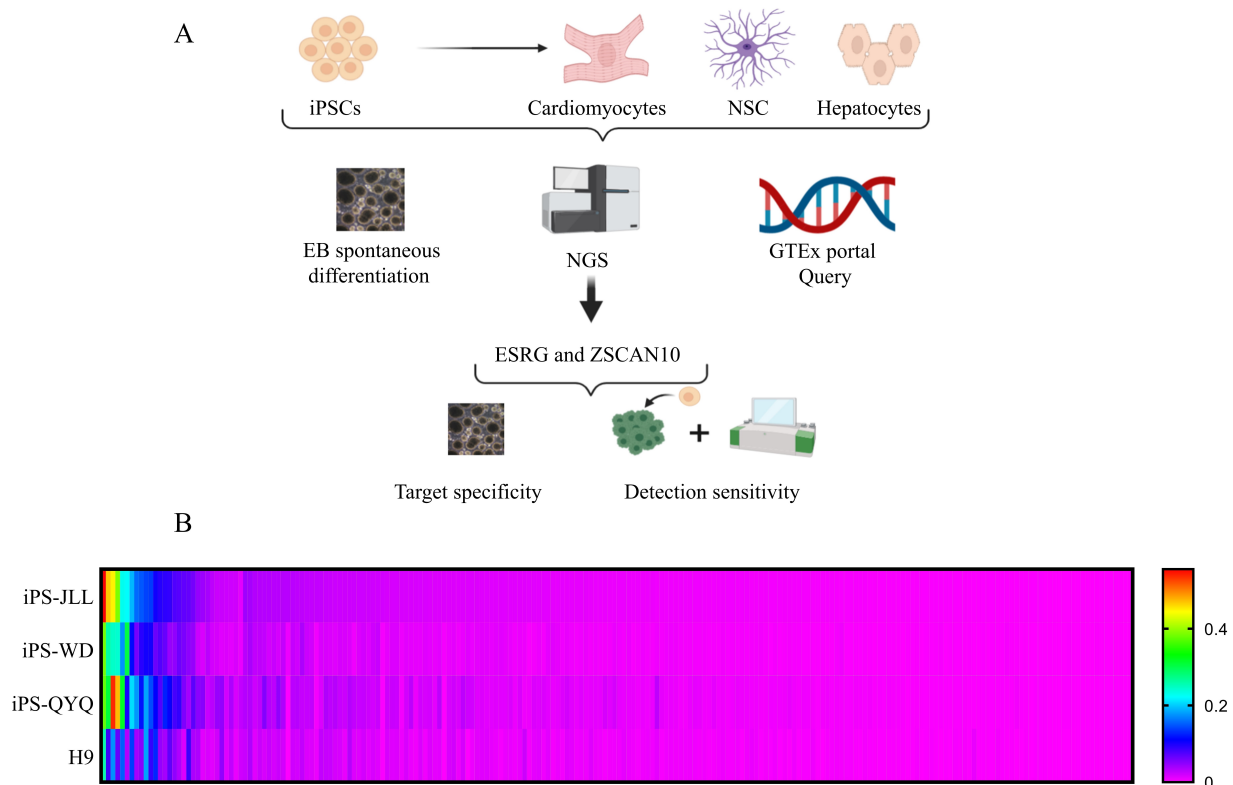 A
iPSCs
Cardiomyocytes
NSC
Hepatocytes
EB spontaneous
differentiation
NGS
GTEx portal
Query
ESRG and ZSCAN10
+
Target specificity
Detection sensitivity
B
iPS-JLL
iPS-WD
iPS-QYQ
H9
0.4
0.2
0